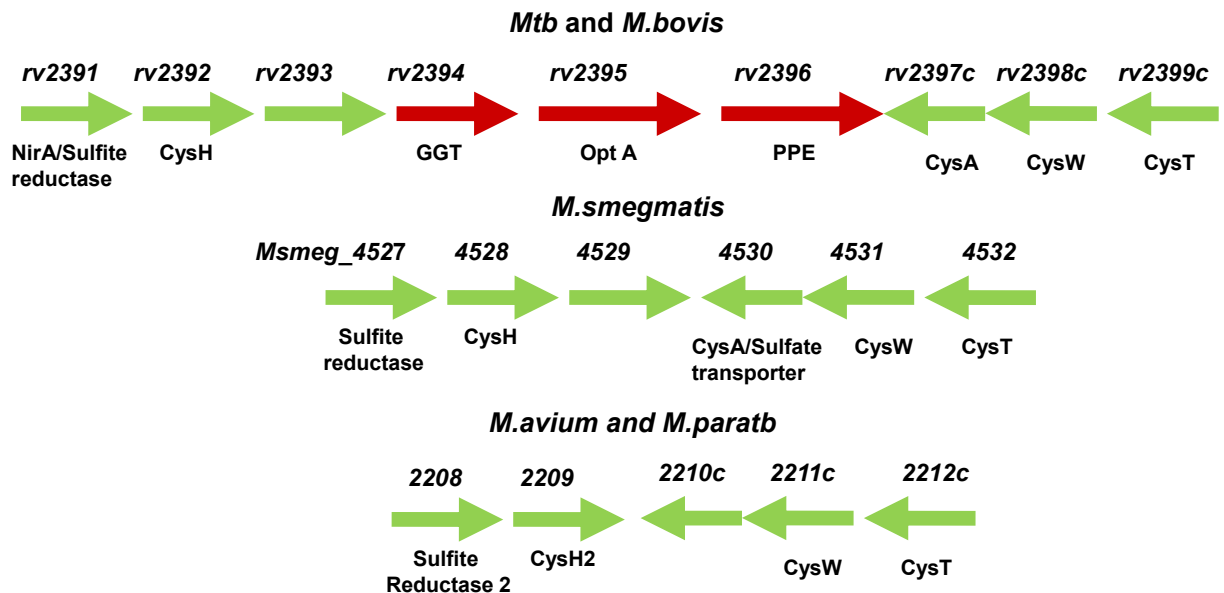 Mtb and M.bovis
rv2391 rv2392 rv2393 rv2394 rv2395 rv2396 rv2397c rv2398c rv2399c
NirA/Sulfite
reductase
CysH
GGT
Opt A
PPE
CysA
CysW
CysT
M.smegmatis
Msmeg_4527 4528 4529 4530 4531 4532
Sulfite
reductase
CysH
CysA/Sulfate
transporter
CysW
CysT
M.avium and M.paratb
2208 2209 2210c 2211c 2212c
Sulfite
Reductase 2
CysH2
CysW
CysT